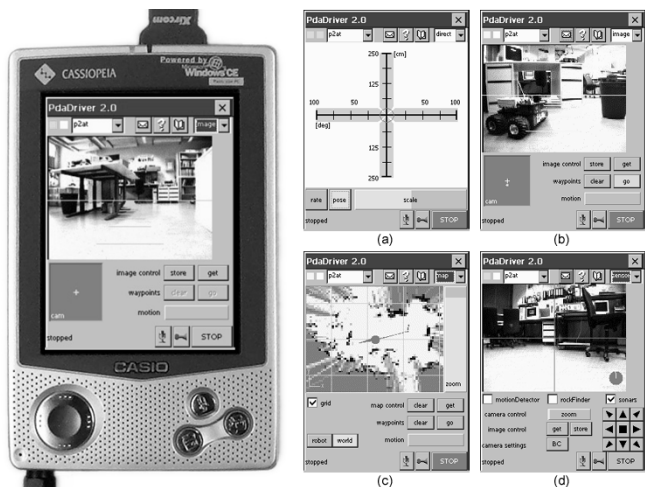 Xircom
CASSIOPEIA
Powered by
Microsoft
Windows CE
PdaDriver 2.0
p2at
image
cam
image control store get
waypoints clear go
motion
stopped STOP
CASIO
PdaDriver 2.0 ×
p2at direct
250 [cm]
125
100 50 50 100
[deg]
125
250
rate pose scale
stopped STOP
(a)
PdaDriver 2.0 ×
p2at image
image control store get
waypoints clear go
cam motion
stopped STOP
(b)
PdaDriver 2.0 ×
p2at map
zoom
grid map control clear get
waypoints clear go
robot world motion
stopped STOP
(c)
PdaDriver 2.0 ×
p2at
motionDetector rockFinder sonars
camera control zoom
image control get store
camera settings BC
stopped STOP
(d)